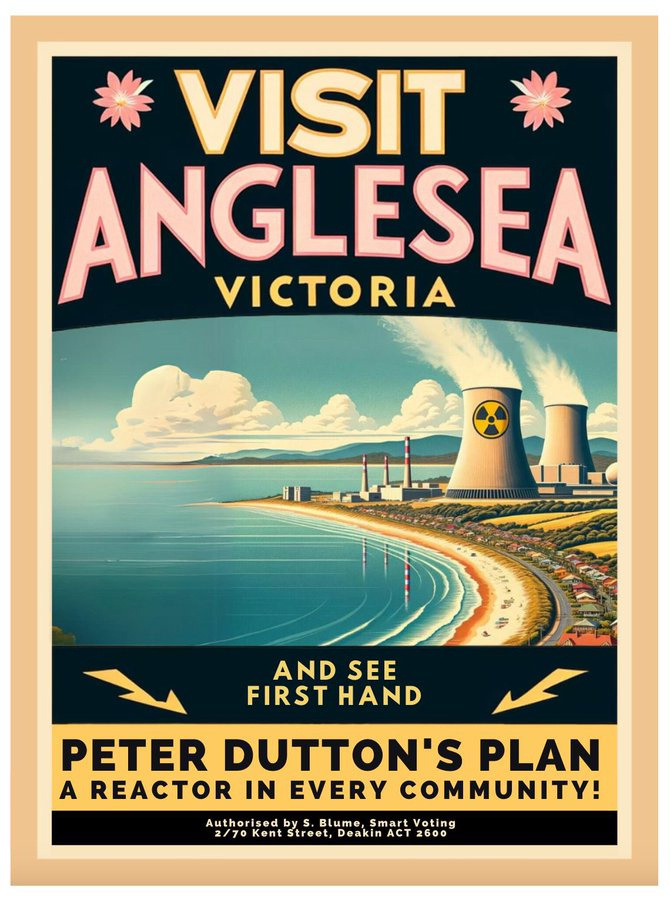 VISIT
ANGLESEA
VICTORIA
AND SEE
FIRST HAND
PETER DUTTON'S PLAN
A REACTOR IN EVERY COMMUNITY!
Authorised by S. Blume, Smart Voting
2/70 Kent Street, Deakin ACT 2600